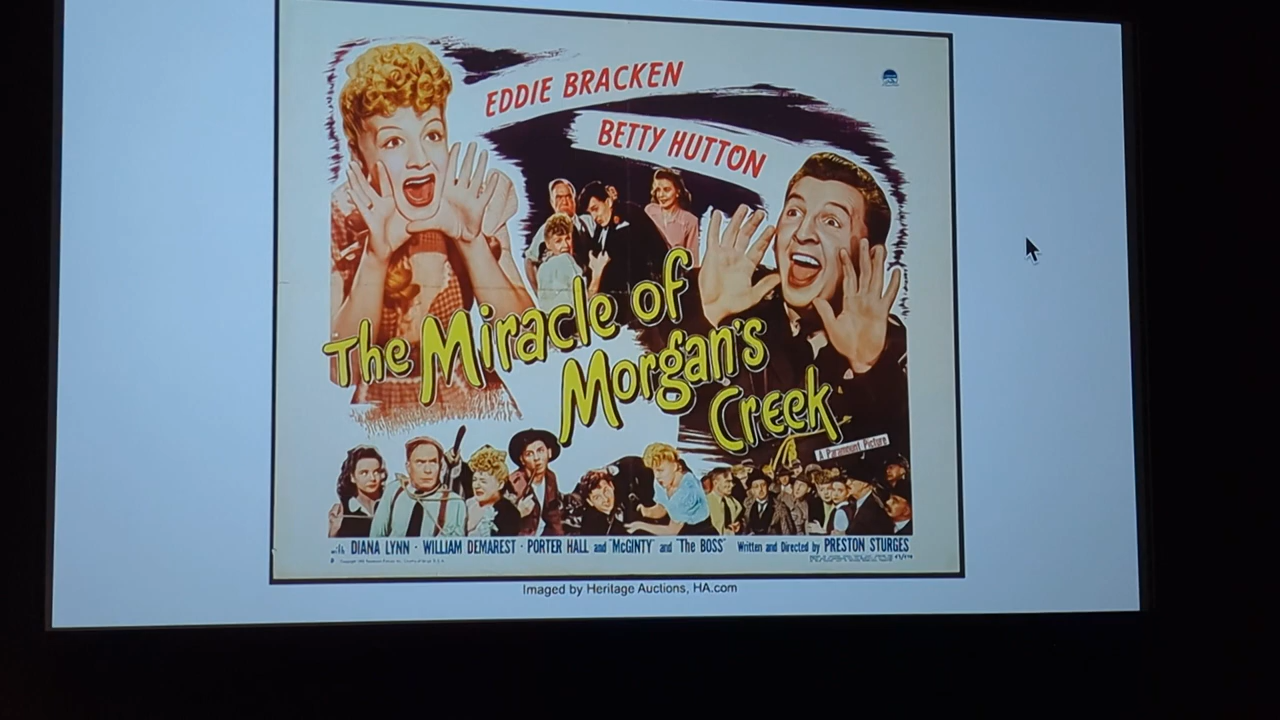 EDDIE BRACKEN
BETTY HUTTON
The Miracle of
Morgan's
Creek
A Paramount Picture
with DIANA LYNN · WILLIAM DEMAREST · PORTER HALL and "McGINTY" and "The BOSS" Written and Directed by PRESTON STURGES
Imaged by Heritage Auctions, HA.com